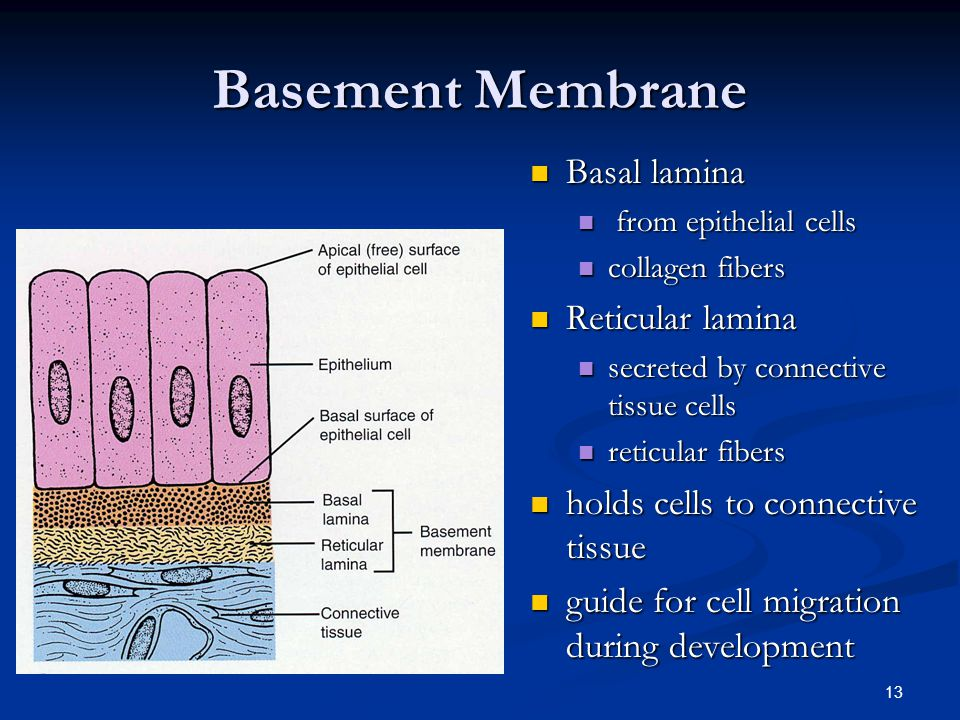 Basement Membrane
Apical (free) surface
of epithelial cell
Epithelium
Basal surface of
epithelial cell
Basal
lamina
Reticular
lamina
Basement
membrane
Connective
tissue
Basal lamina
from epithelial cells
collagen fibers
Reticular lamina
secreted by connective
tissue cells
reticular fibers
holds cells to connective
tissue
guide for cell migration
during development
13